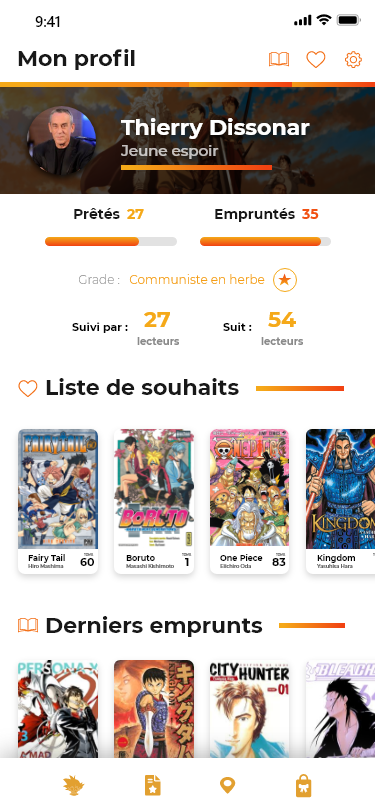 9:41
Mon profil
Thierry Dissonar
Jeune espoir
Prêtés 27
Empruntés 35
Grade : Communiste en herbe
Suivi par : 27 lecteurs
Suit : 54 lecteurs
Liste de souhaits
FAIRY TAIL
BORUTO
ONE PIECE
KINGDOM
Fairy Tail
Hiro Mashima
TOME
60
Boruto
Masashi Kishimoto
TOME
1
One Piece
Eiichiro Oda
TOME
83
Kingdom
Yasuhisa Hara
Derniers emprunts
PERSONA
MAD
キングダム
CITY HUNTER
01
BLEACH